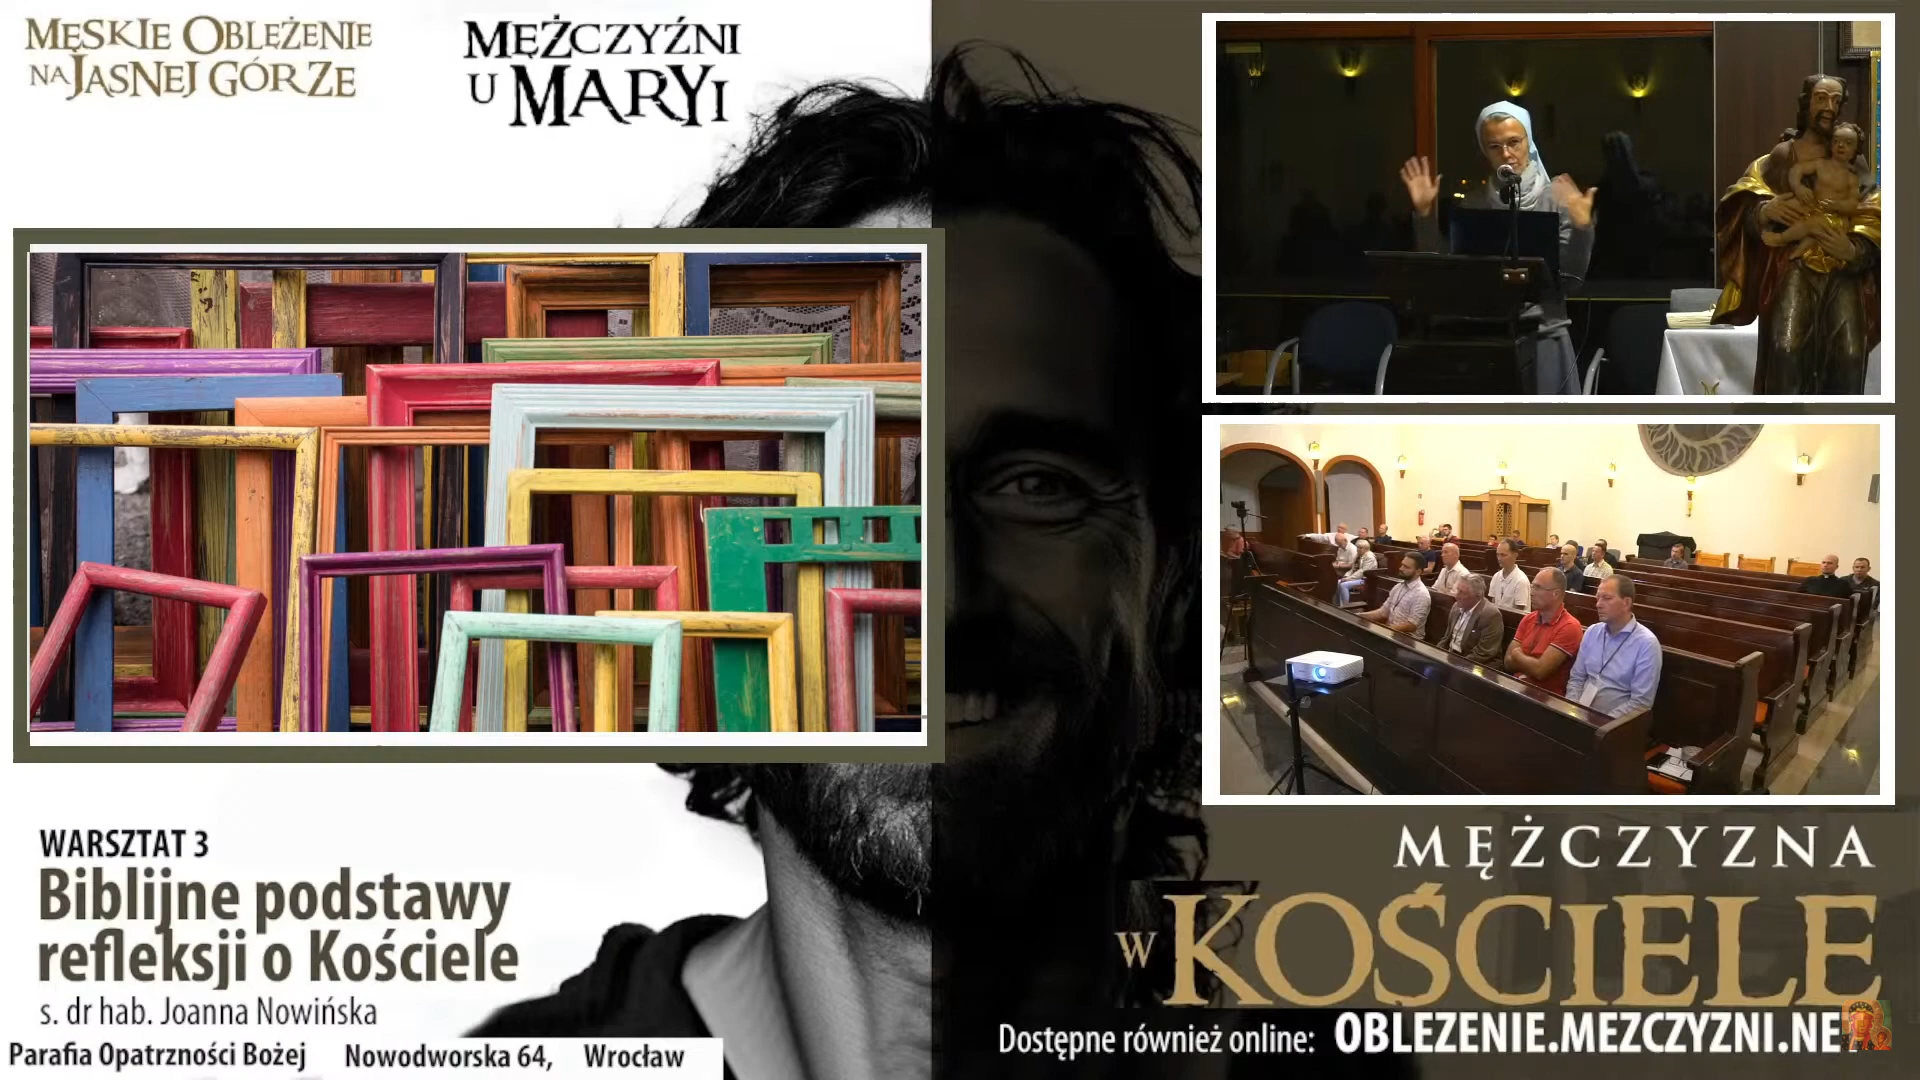 MĘSKIE OBLĘŻENIE
NA JASNEJ GÓRZE
MĘŻCZYŹNI
U MARYI
WARSZTAT 3
Biblijne podstawy
refleksji o Kościele
s. dr hab. Joanna Nowińska
Parafia Opatrzności Bożej Nowodworska 64, Wrocław
MĘŻCZYZNA
W KOŚCIELE
Dostępne również online: OBLEZENIE.MEZCZYZNI.NE